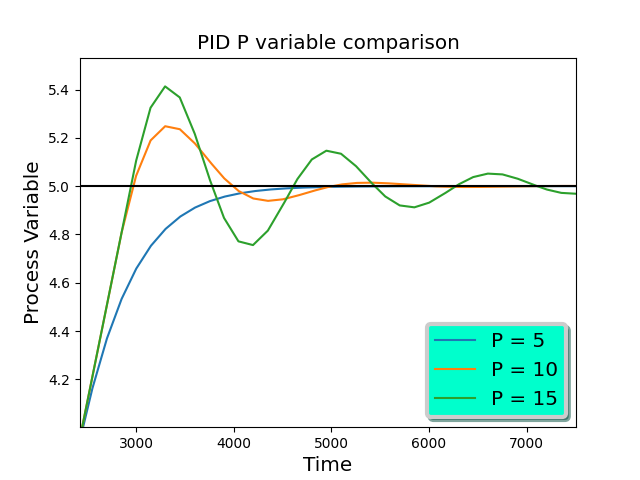 PID P variable comparison
Process Variable
5.4
5.2
5.0
4.8
4.6
4.4
4.2
P = 5
P = 10
P = 15
3000 4000 5000 6000 7000
Time